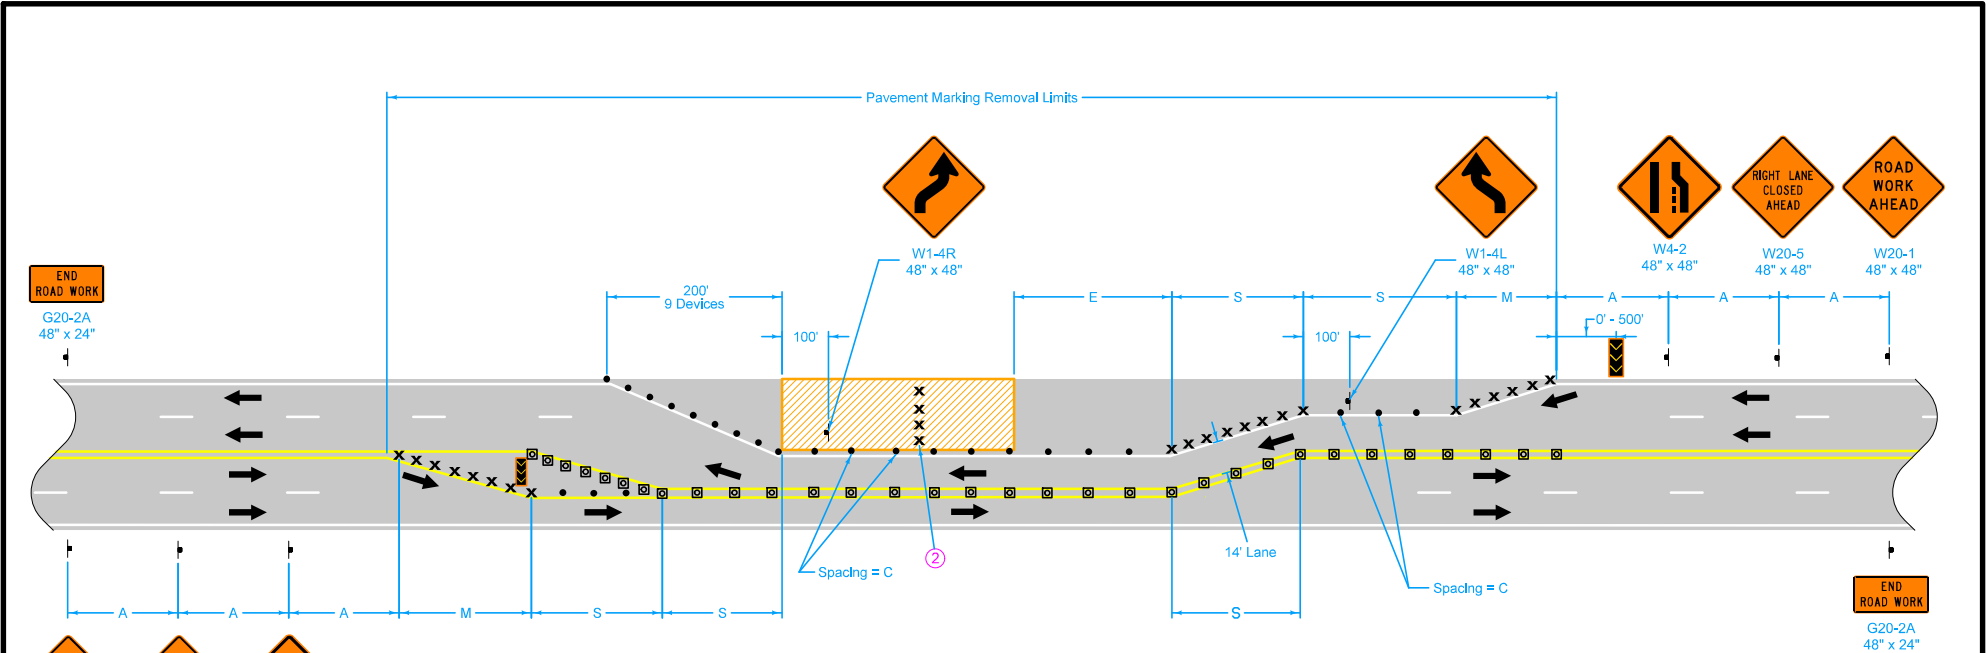 Pavement Marking Removal Limits
W1-4R
48" x 48"
W1-4L
48" x 48"
W4-2
48" x 48"
RIGHT LANE
CLOSED
AHEAD
W20-5
48" x 48"
ROAD
WORK
AHEAD
W20-1
48" x 48"
END
ROAD WORK
G20-2A
48" x 24"
200'
9 Devices
E
S
S
M
A
A
A
100'
100'
0' - 500'
14' Lane
2
Spacing = C
Spacing = C
A
A
A
M
S
S
S
END
ROAD WORK
G20-2A
48" x 24"